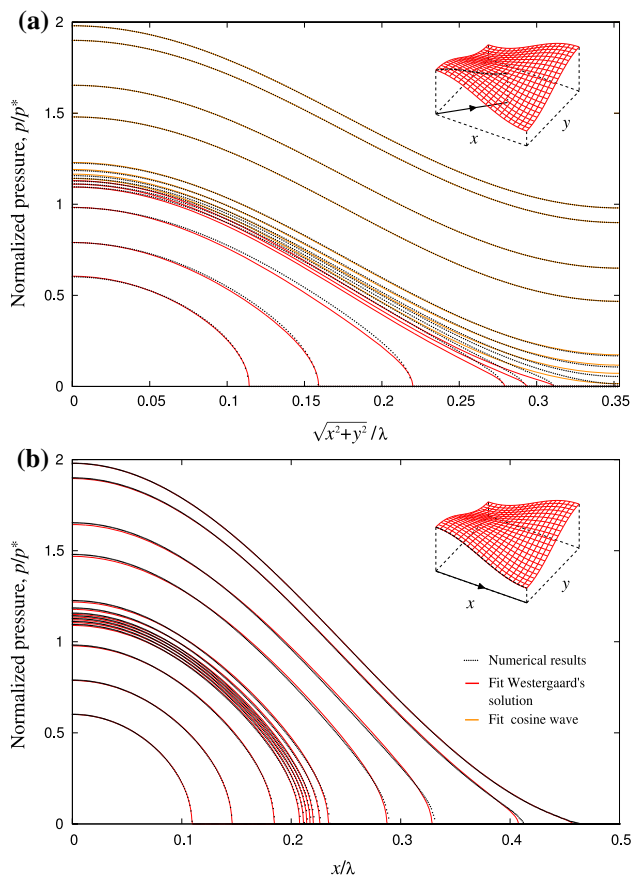 (a)
Normalized pressure, p/p*
2
1.5
1
0.5
0
0 0.05 0.1 0.15 0.2 0.25 0.3 0.35
√x²+y² /λ
x
y
(b)
Normalized pressure, p/p*
2
1.5
1
0.5
0
0 0.1 0.2 0.3 0.4 0.5
x/λ
x
y
Numerical results
Fit Westergaard's
solution
Fit cosine wave